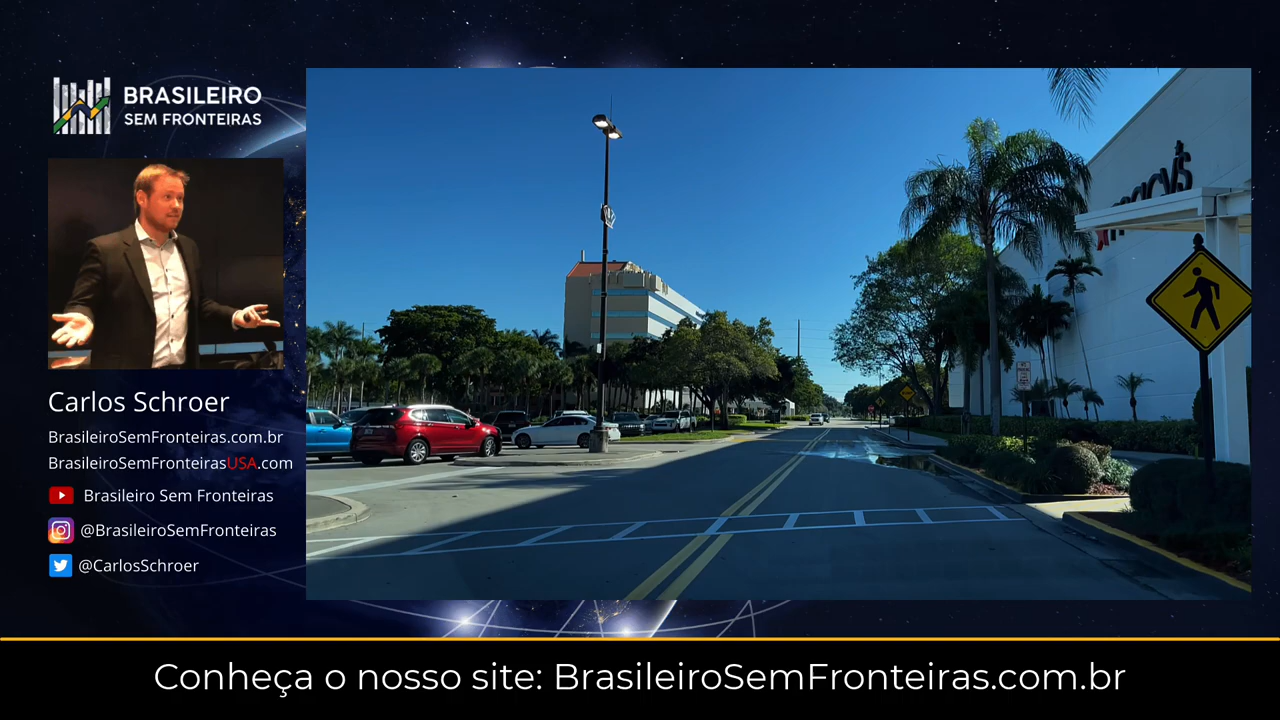 BRASILEIRO
SEM FRONTEIRAS
Carlos Schroer
BrasileiroSemFronteiras.com.br
BrasileiroSemFronteirasUSA.com
Brasileiro Sem Fronteiras
@BrasileiroSemFronteiras
@CarlosSchroer
macy's
Conheça o nosso site: BrasileiroSemFronteiras.com.br